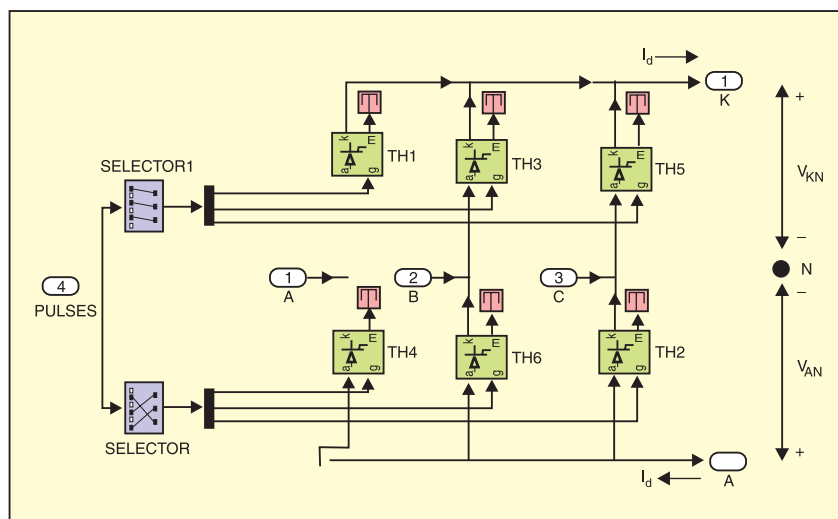 I_d
1
K
+
k
m
a
g
TH1
k
m
a
g
TH3
k
m
a
g
TH5
SELECTOR1
V_KN
–
N
4
PULSES
1
A
2
B
3
C
–
k
m
a
g
TH4
k
m
a
g
TH6
k
m
a
g
TH2
V_AN
SELECTOR
+
I_d
A